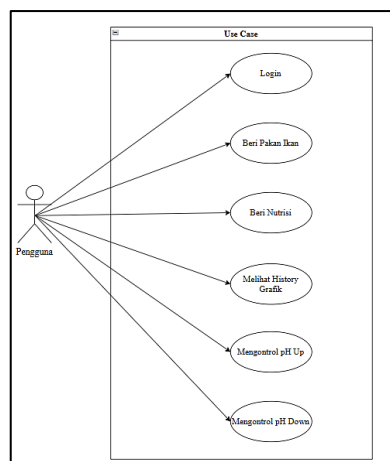 Use Case
Login
Beri Pakan Ikan
Beri Nutrisi
Pengguna
Melihat History
Grafik
Mengontrol pH Up
Mengontrol pH Down